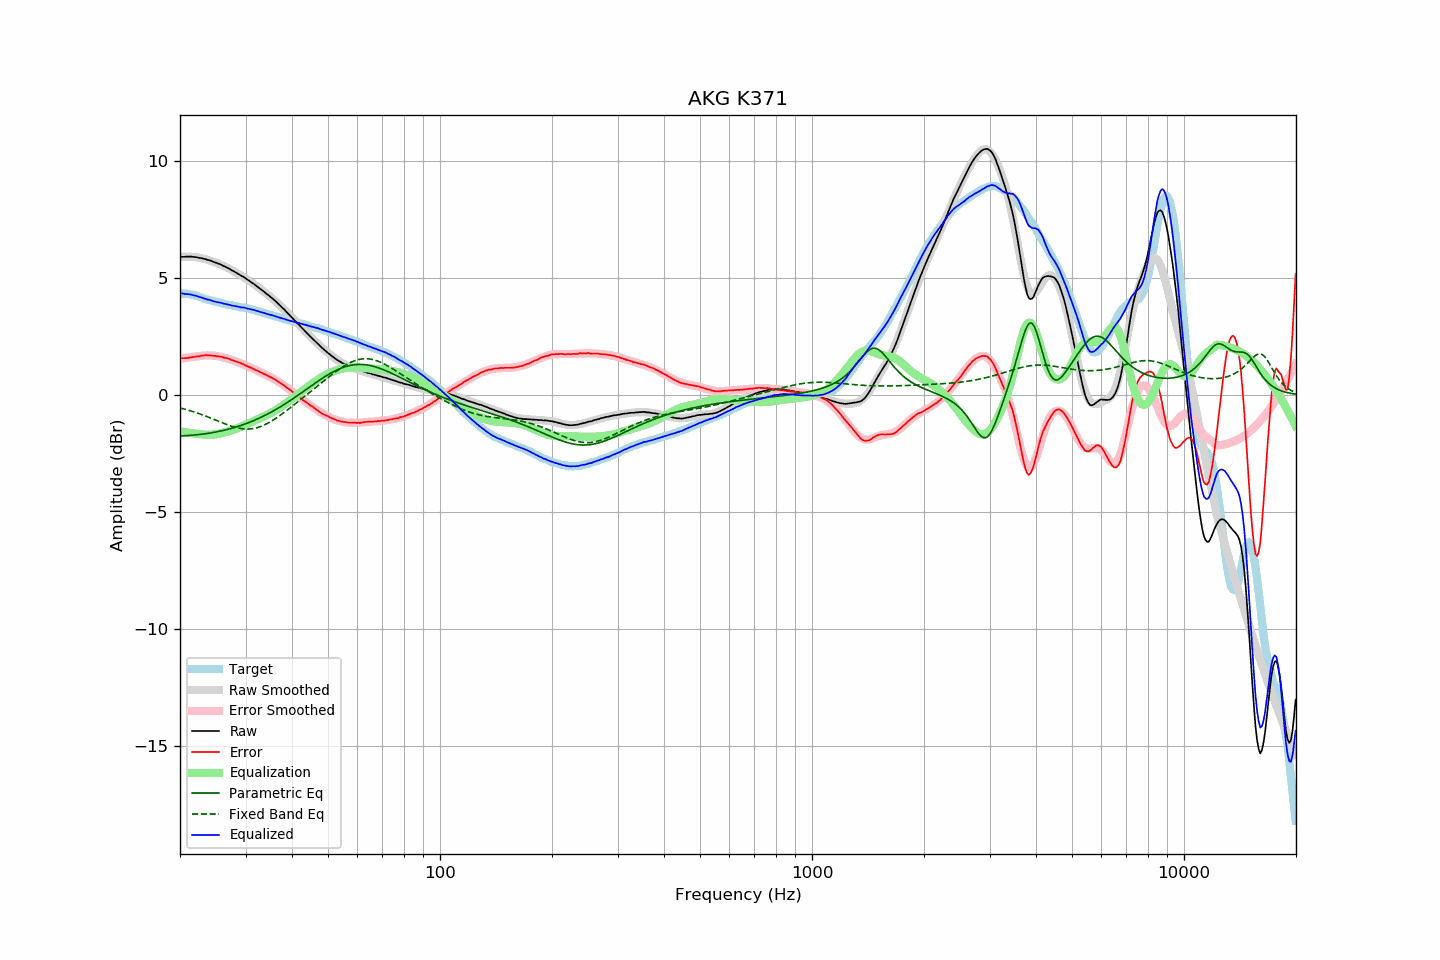 AKG K371
10
5
0
−5
−10
−15
Amplitude (dBr)
Target
Raw Smoothed
Error Smoothed
Raw
Error
Equalization
Parametric Eq
Fixed Band Eq
Equalized
100
1000
10000
Frequency (Hz)